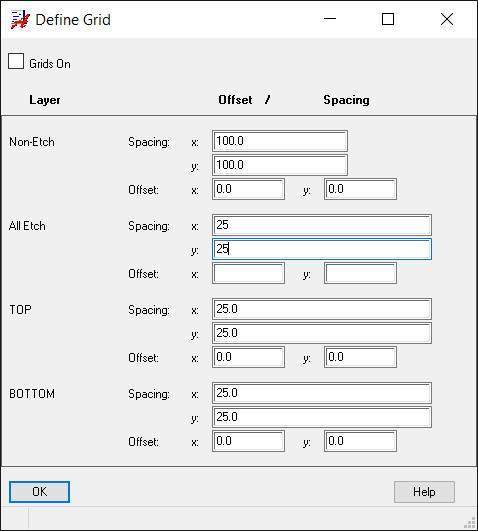 Define Grid
Grids On
Layer Offset / Spacing
Non-Etch Spacing: x: 100.0
y: 100.0
Offset: x: 0.0 y: 0.0
All Etch Spacing: x: 25
y: 25
Offset: x: y:
TOP Spacing: x: 25.0
y: 25.0
Offset: x: 0.0 y: 0.0
BOTTOM Spacing: x: 25.0
y: 25.0
Offset: x: 0.0 y: 0.0
OK Help